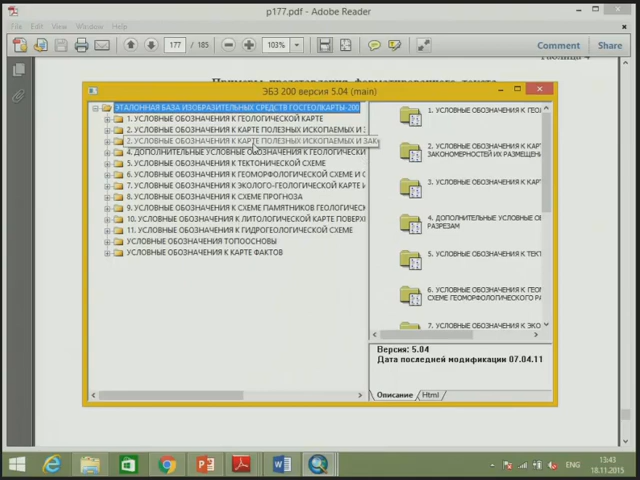 p177.pdf - Adobe Reader
File Edit View Window Help
177 / 185
103%
Comment
Share
Таблица 4
ЭБЗ 200 версия 5.04 (main)
ЭТАЛОННАЯ БАЗА ИЗОБРАЗИТЕЛЬНЫХ СРЕДСТВ ГОСГЕОЛКАРТЫ-200
1. УСЛОВНЫЕ ОБОЗНАЧЕНИЯ К ГЕОЛОГИЧЕСКОЙ КАРТЕ
2. УСЛОВНЫЕ ОБОЗНАЧЕНИЯ К КАРТЕ ПОЛЕЗНЫХ ИСКОПАЕМЫХ И
2. УСЛОВНЫЕ ОБОЗНАЧЕНИЯ К КАРТЕ ПОЛЕЗНЫХ ИСКОПАЕМЫХ И ЗАК
4. ДОПОЛНИТЕЛЬНЫЕ УСЛОВНЫЕ ОБОЗНАЧЕНИЯ К ГЕОЛОГИЧЕСКИ
5. УСЛОВНЫЕ ОБОЗНАЧЕНИЯ К ТЕКТОНИЧЕСКОЙ СХЕМЕ
6. УСЛОВНЫЕ ОБОЗНАЧЕНИЯ К ГЕОМОРФОЛОГИЧЕСКОЙ СХЕМЕ И С
7. УСЛОВНЫЕ ОБОЗНАЧЕНИЯ К ЭКОЛОГО-ГЕОЛОГИЧЕСКОЙ КАРТЕ И
8. УСЛОВНЫЕ ОБОЗНАЧЕНИЯ К СХЕМЕ ПРОГНОЗА
9. УСЛОВНЫЕ ОБОЗНАЧЕНИЯ К СХЕМЕ ПАМЯТНИКОВ ГЕОЛОГИЧЕСК
10. УСЛОВНЫЕ ОБОЗНАЧЕНИЯ К ЛИТОЛОГИЧЕСКОЙ КАРТЕ ПОВЕРХ
11. УСЛОВНЫЕ ОБОЗНАЧЕНИЯ К ГИДРОГЕОЛОГИЧЕСКОЙ СХЕМЕ
УСЛОВНЫЕ ОБОЗНАЧЕНИЯ ТОПООСНОВЫ
УСЛОВНЫЕ ОБОЗНАЧЕНИЯ К КАРТЕ ФАКТОВ
1. УСЛОВНЫЕ ОБОЗНАЧЕНИЯ К ГЕОЛ
2. УСЛОВНЫЕ ОБОЗНАЧЕНИЯ К КАРТ
ЗАКОНОМЕРНОСТЕЙ ИХ РАЗМЕЩЕН
3. УСЛОВНЫЕ ОБОЗНАЧЕНИЯ К КАРТ
4. ДОПОЛНИТЕЛЬНЫЕ УСЛОВНЫЕ ОБ
РАЗРЕЗАМ
5. УСЛОВНЫЕ ОБОЗНАЧЕНИЯ К ТЕКТ
6. УСЛОВНЫЕ ОБОЗНАЧЕНИЯ К ГЕОМ
СХЕМЕ ГЕОМОРФОЛОГИЧЕСКОГО РА
7. УСЛОВНЫЕ ОБОЗНАЧЕНИЯ К ЭКО
Версия: 5.04
Дата последней модификации 07.04.11
Описание Html
ENG
13:43
18.11.2015